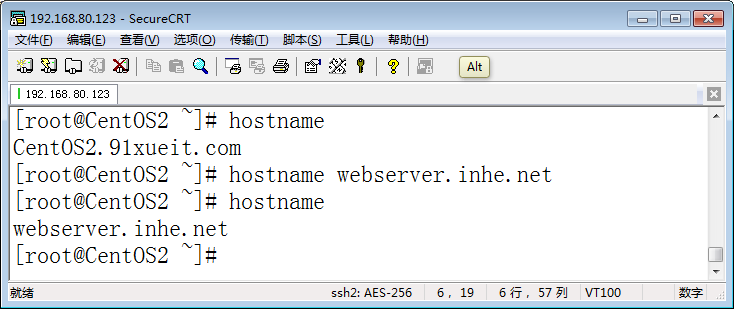 192.168.80.123 - SecureCRT
文件(F) 编辑(E) 查看(V) 选项(O) 传输(T) 脚本(S) 工具(L) 帮助(H)
Alt
192.168.80.123
[root@CentOS2 ~]# hostname
CentOS2.91xueit.com
[root@CentOS2 ~]# hostname webserver.inhe.net
[root@CentOS2 ~]# hostname
webserver.inhe.net
[root@CentOS2 ~]#
就绪 ssh2: AES-256 6, 19 6 行, 57 列 VT100 数字